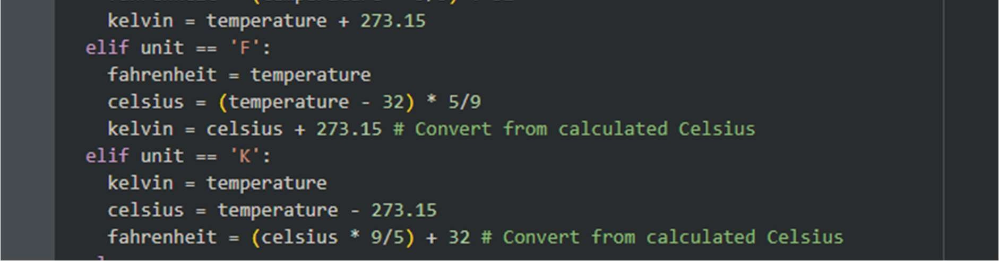 kelvin = temperature + 273.15
elif unit == 'F':
fahrenheit = temperature
celsius = (temperature - 32) * 5/9
kelvin = celsius + 273.15 # Convert from calculated Celsius
elif unit == 'K':
kelvin = temperature
celsius = temperature - 273.15
fahrenheit = (celsius * 9/5) + 32 # Convert from calculated Celsius